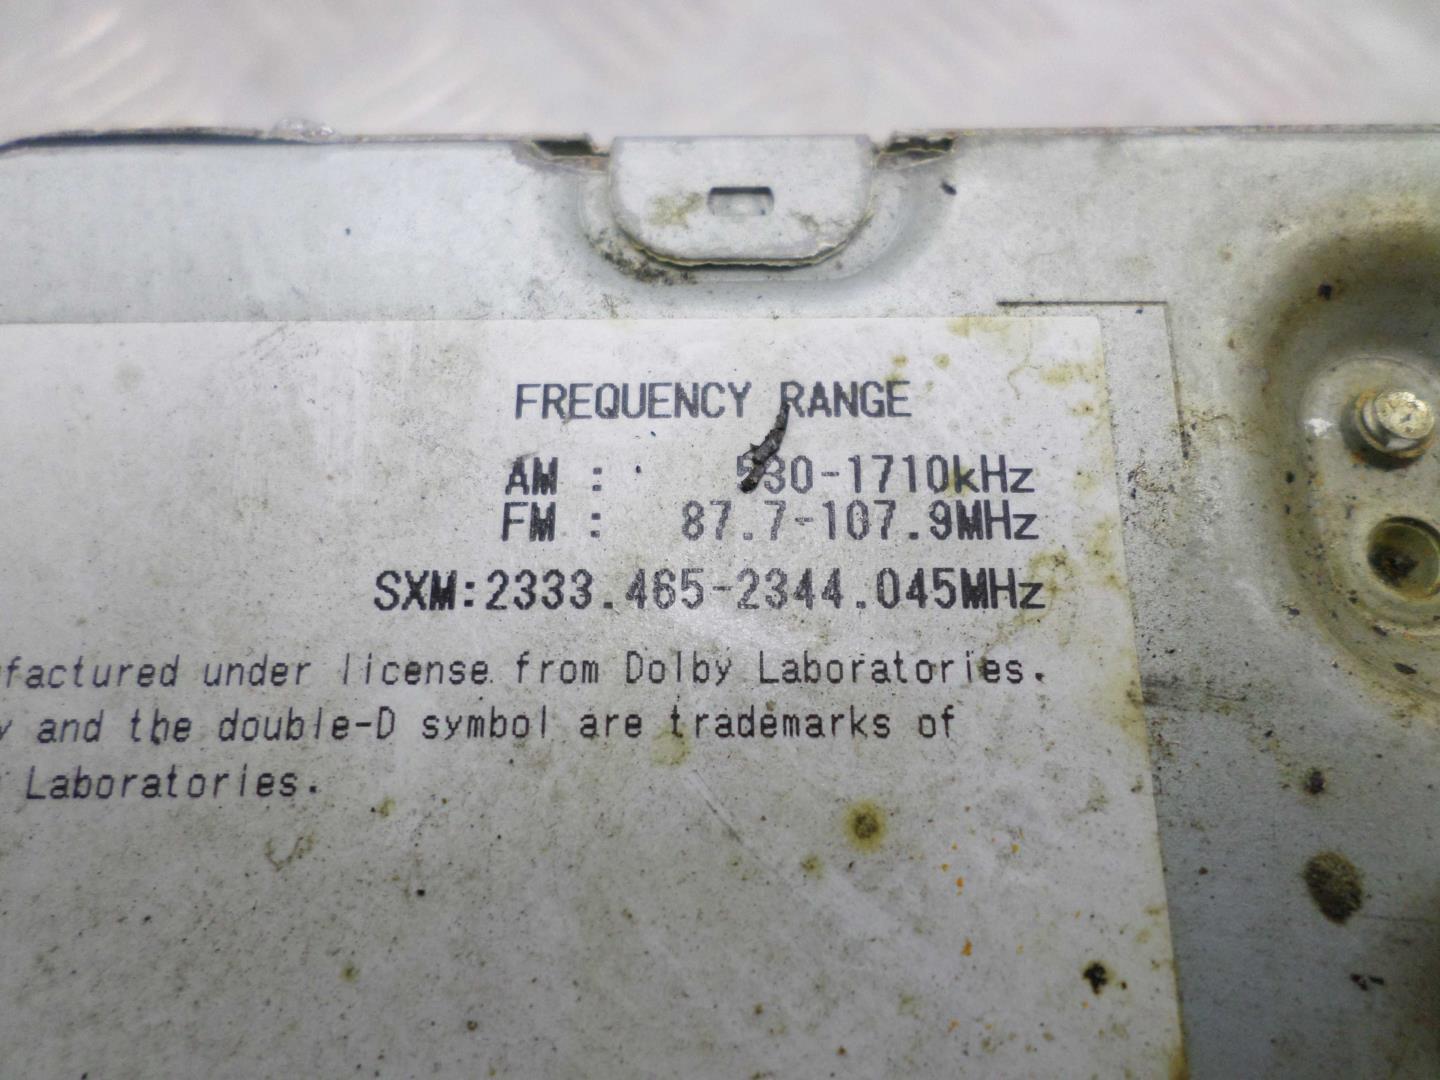 FREQUENCY RANGE
AM : 530-1710kHz
FM : 87.7-107.9MHz
SXM:2333.465-2344.045MHz
factured under license from Dolby Laboratories.
and the double-D symbol are trademarks of
Laboratories.